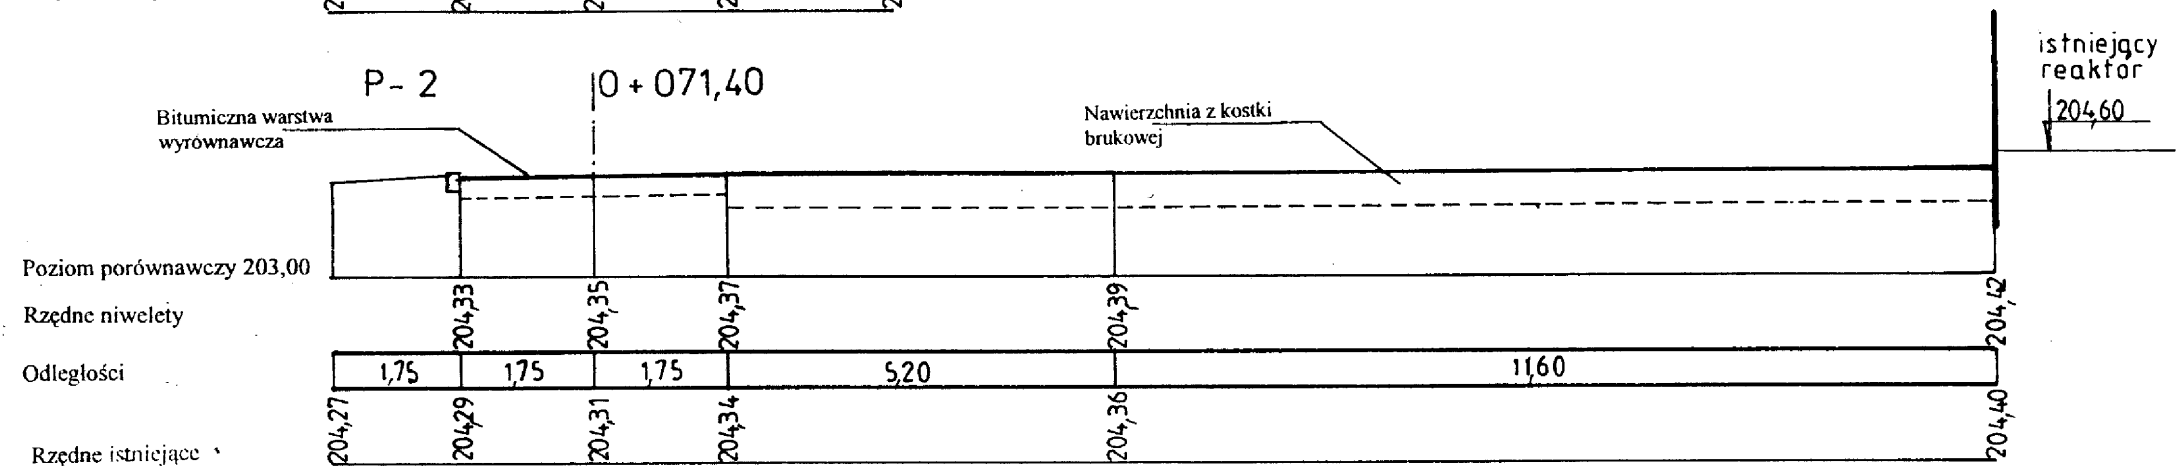 P-2
0+071,40
istniejący
reaktor
204,60
Bitumiczna warstwa
wyrównawcza
Nawierzchnia z kostki
brukowej
Poziom porównawczy 203,00
Rzędne niwelety
204,33 204,35 204,37 204,39 204,42
Odległości
1,75 1,75 1,75 5,20 11,60
Rzędne istniejące
204,27 204,29 204,31 204,34 204,36 204,40